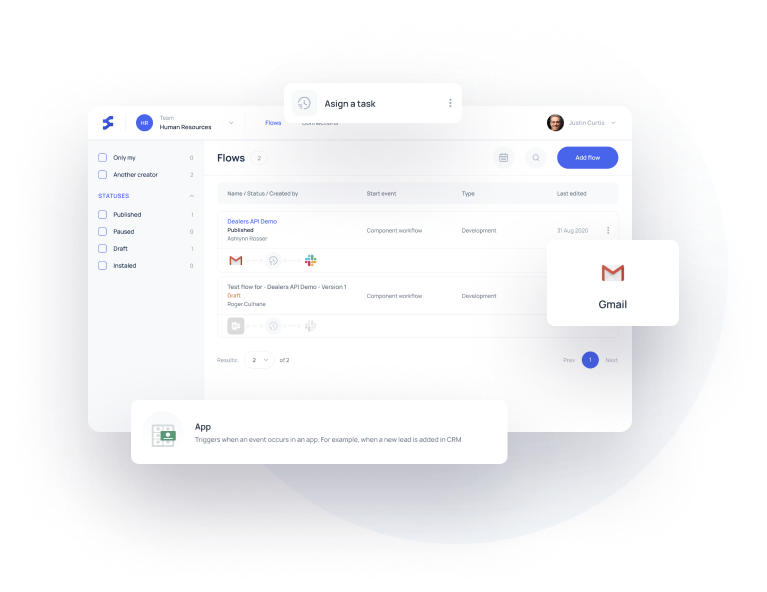 Asign a task
HR
Team
Human Resources
Flows
Justin Curtis
Only my 0
Another creator 2
STATUSES
Published 1
Paused 0
Draft 1
Instaled 0
Flows 2
Add flow
Name / Status / Created by Start event Type Last edited
Dealers API Demo
Published
Ashlynn Rosser
Component workflow Development 31 Aug 2020
Test flow for - Dealers API Demo - Version 1
Draft
Roger Culhane
Component workflow Development
Gmail
Results: 2 of 2
Prev 1 Next
App
Triggers when an event occurs in an app. For example, when a new lead is added in CRM